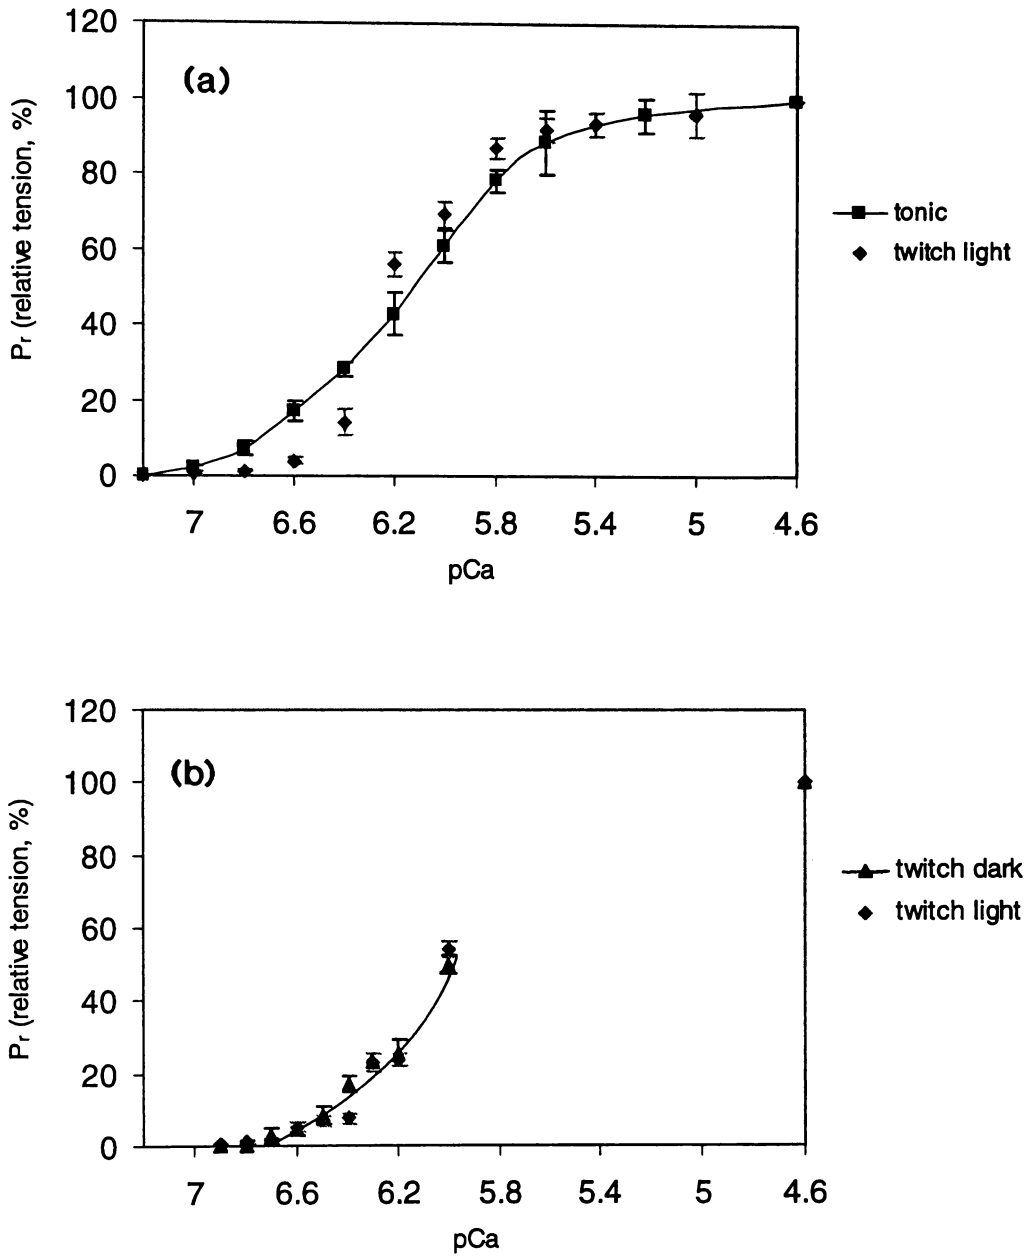 120
(a)
100
80
60
40
20
0
Pr (relative tension, %)
7 6.6 6.2 5.8 5.4 5 4.6
pCa
tonic
twitch light
120
(b)
100
80
60
40
20
0
Pr (relative tension, %)
7 6.6 6.2 5.8 5.4 5 4.6
pCa
twitch dark
twitch light